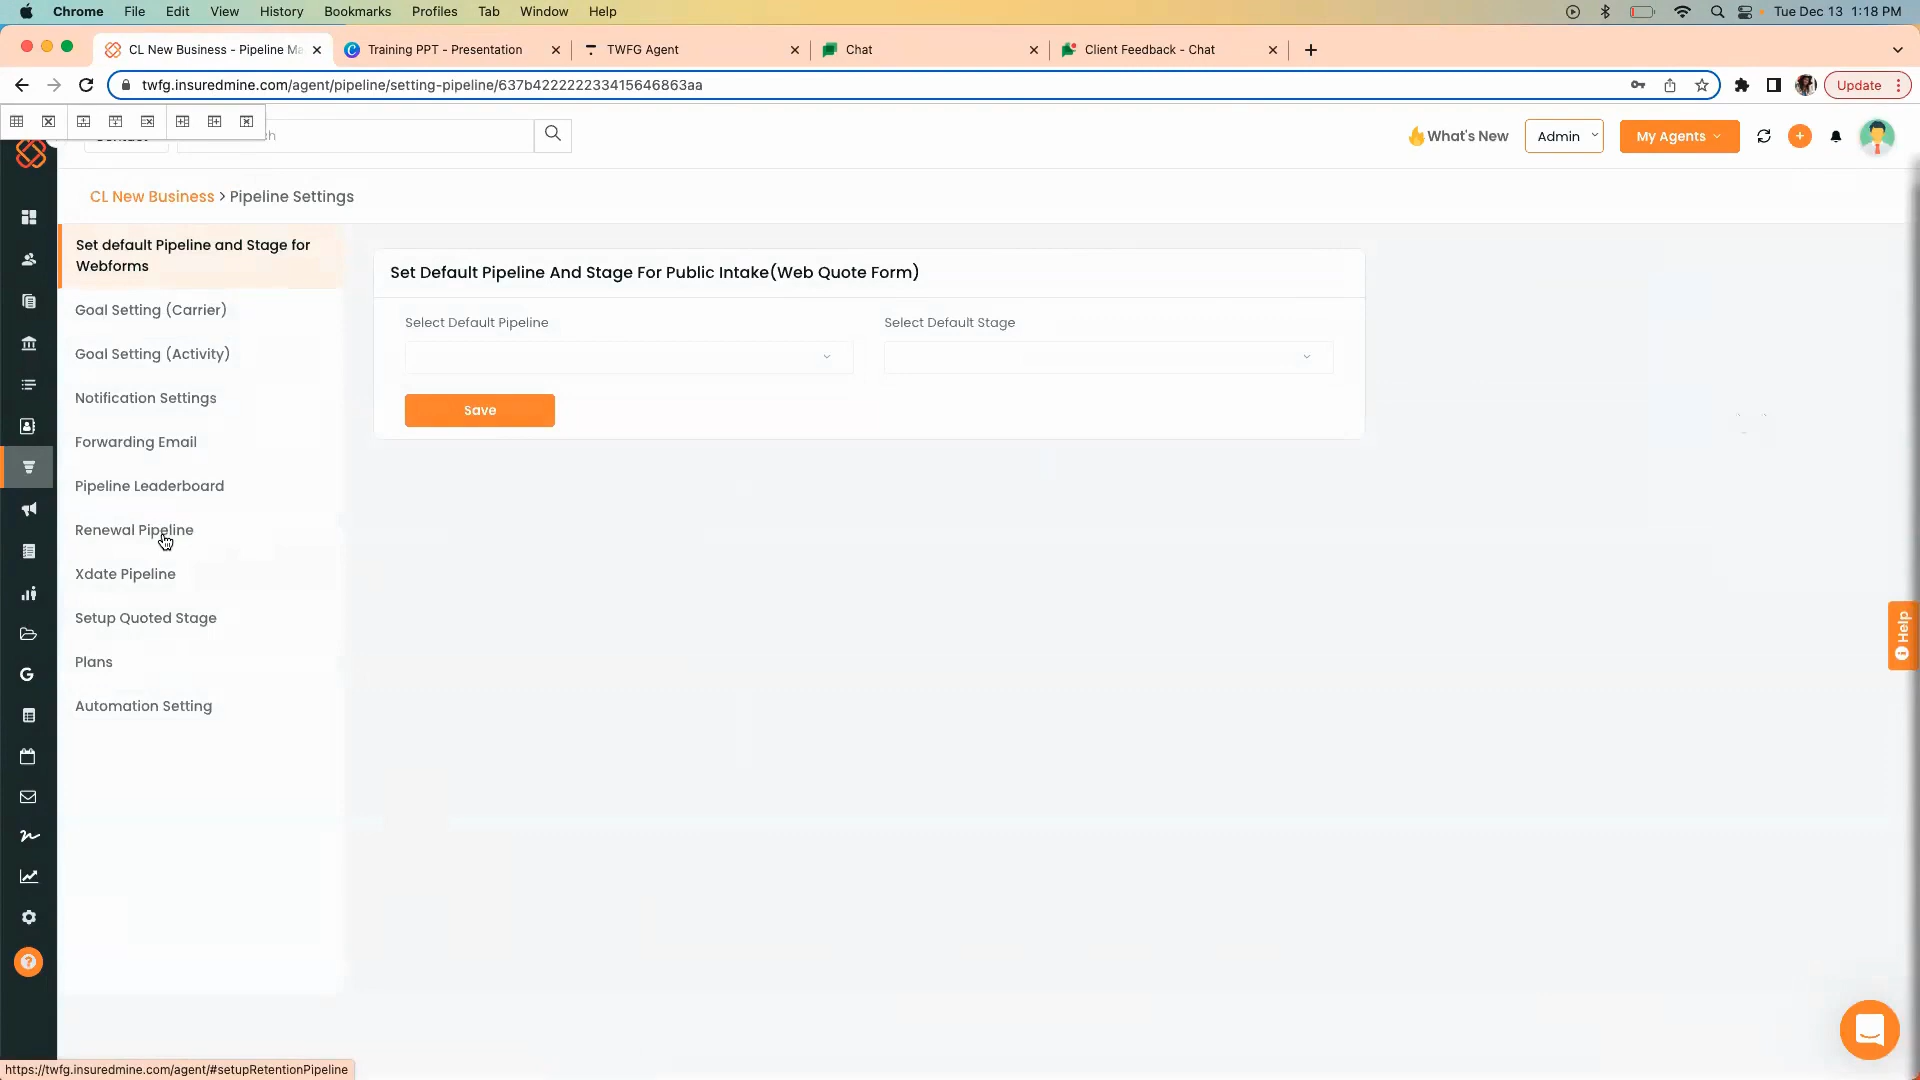 Chrome File Edit View History Bookmarks Profiles Tab Window Help Tue Dec 13 1:18 PM
CL New Business - Pipeline Ma Training PPT - Presentation TWFG Agent Chat Client Feedback - Chat
twfg.insuredmine.com/agent/pipeline/setting-pipeline/637b422222233415646863aa Update
ch What's New Admin My Agents
CL New Business > Pipeline Settings
Set default Pipeline and Stage for
Webforms
Goal Setting (Carrier)
Goal Setting (Activity)
Notification Settings
Forwarding Email
Pipeline Leaderboard
Renewal Pipeline
Xdate Pipeline
Setup Quoted Stage
Plans
Automation Setting
Set Default Pipeline And Stage For Public Intake(Web Quote Form)
Select Default Pipeline Select Default Stage
Save
Help
https://twfg.insuredmine.com/agent/#setupRetentionPipeline